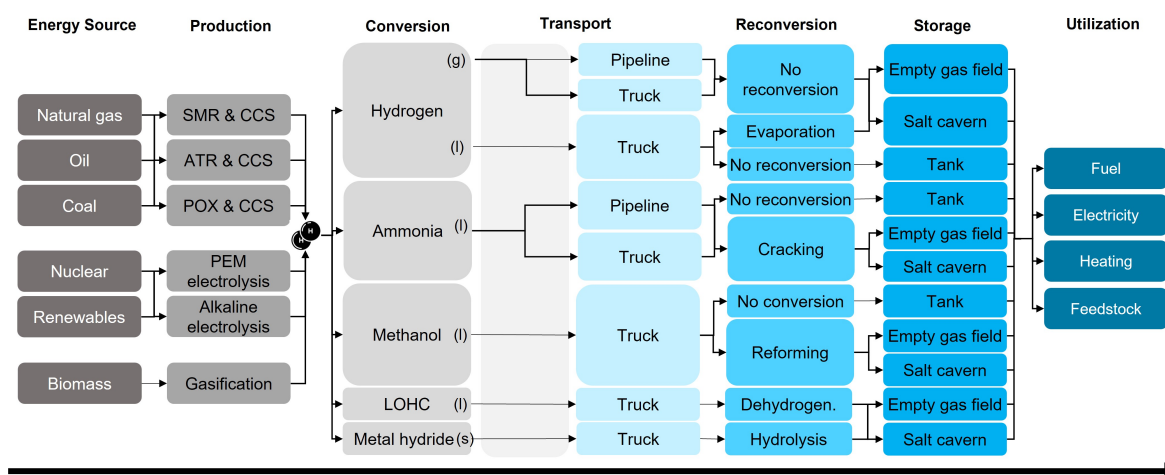 Energy Source
Production
Conversion
Transport
Reconversion
Storage
Utilization
Natural gas
Oil
Coal
Nuclear
Renewables
Biomass
SMR & CCS
ATR & CCS
POX & CCS
PEM
electrolysis
Alkaline
electrolysis
Gasification
H
H
Hydrogen
(g)
(l)
Ammonia (l)
Methanol (l)
LOHC (l)
Metal hydride (s)
Pipeline
Truck
Truck
Pipeline
Truck
Truck
Truck
Truck
No
reconversion
Evaporation
No reconversion
No reconversion
Cracking
No conversion
Reforming
Dehydrogen.
Hydrolysis
Empty gas field
Salt cavern
Tank
Tank
Empty gas field
Salt cavern
Tank
Empty gas field
Salt cavern
Empty gas field
Salt cavern
Fuel
Electricity
Heating
Feedstock